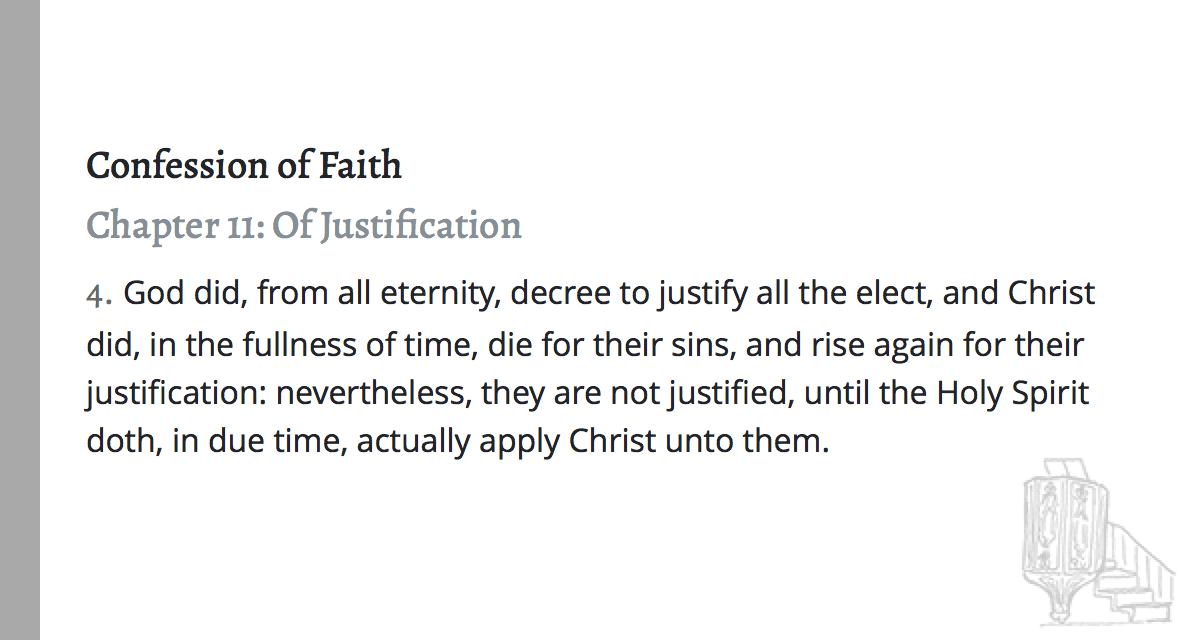 Confession of Faith
Chapter 11: Of Justification
4. God did, from all eternity, decree to justify all the elect, and Christ
did, in the fullness of time, die for their sins, and rise again for their
justification: nevertheless, they are not justified, until the Holy Spirit
doth, in due time, actually apply Christ unto them.